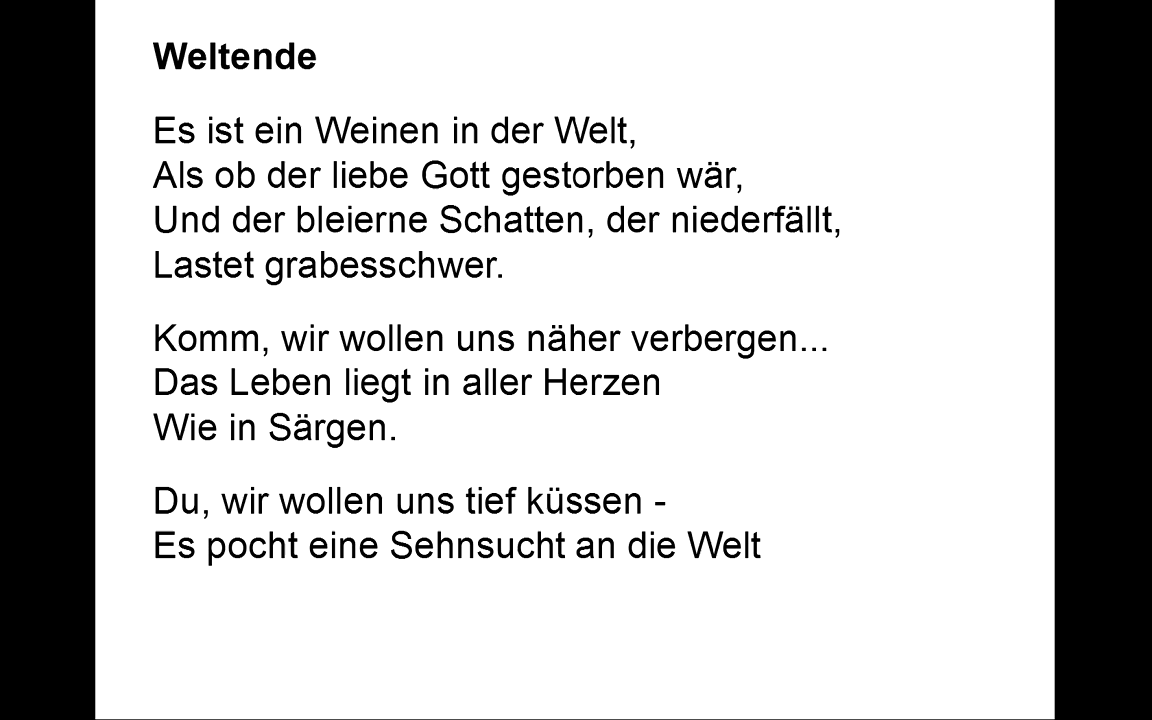 Weltende
Es ist ein Weinen in der Welt,
Als ob der liebe Gott gestorben wär,
Und der bleierne Schatten, der niederfällt,
Lastet grabesschwer.
Komm, wir wollen uns näher verbergen...
Das Leben liegt in aller Herzen
Wie in Särgen.
Du, wir wollen uns tief küssen -
Es pocht eine Sehnsucht an die Welt